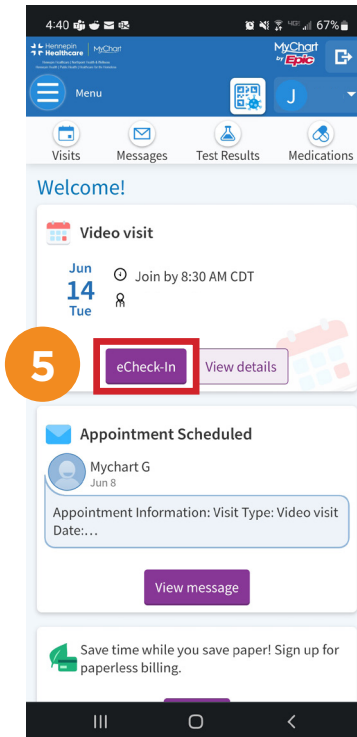 4:40
67%
Hennepin Healthcare
MyChart
MyChart
by Epic
Menu
J
Visits
Messages
Test Results
Medications
Welcome!
Video visit
Jun
14
Tue
Join by 8:30 AM CDT
5
eCheck-In
View details
Appointment Scheduled
Mychart G
Jun 8
Appointment Information: Visit Type: Video visit
Date:...
View message
Save time while you save paper! Sign up for
paperless billing.